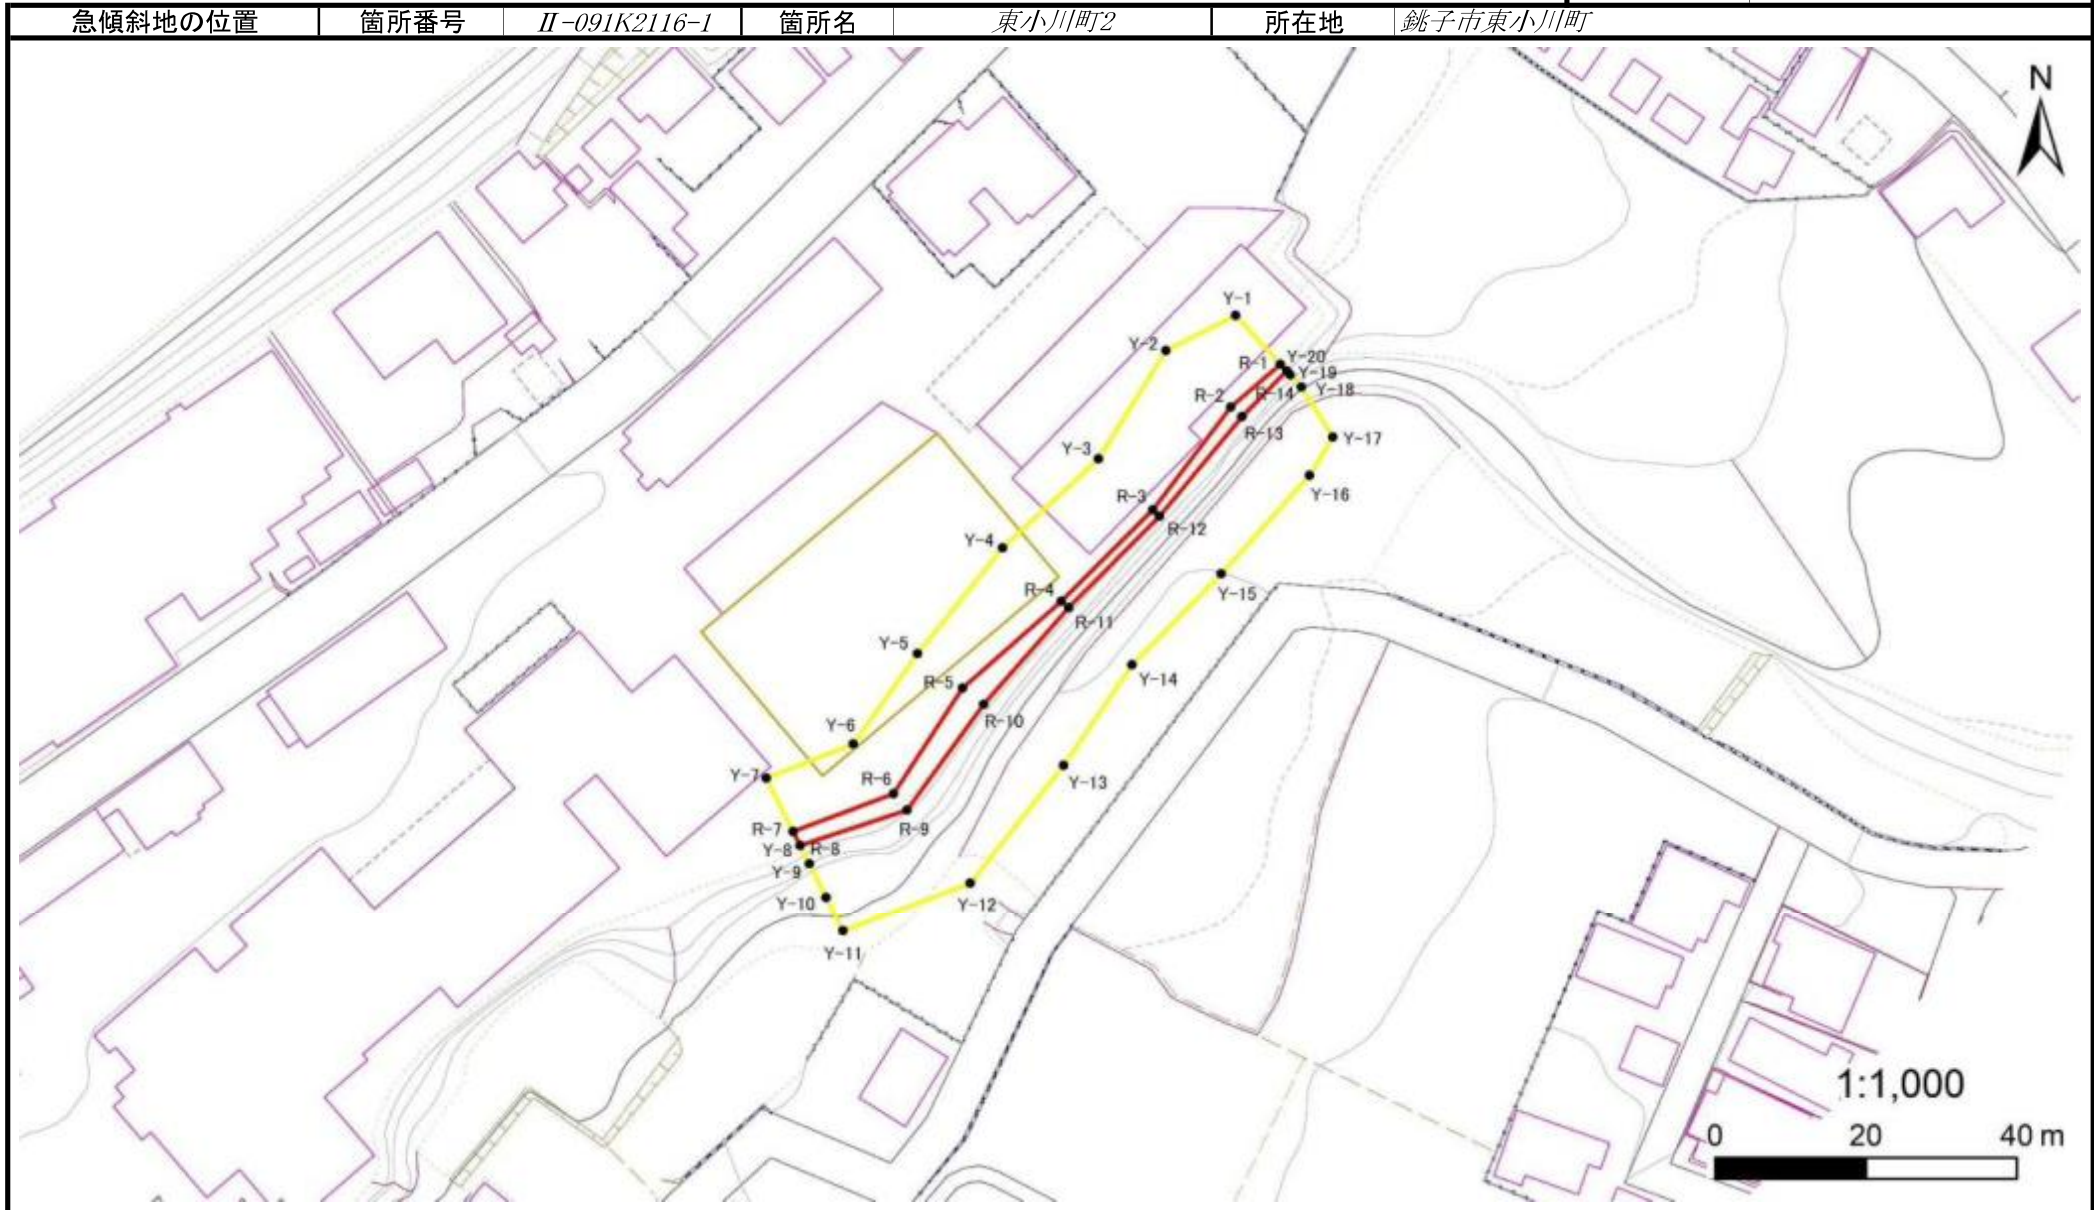 急傾斜地の位置 箇所番号 Ⅱ-091K2116-1 箇所名 東小川町2 所在地 銚子市東小川町
N
Y-1
Y-2
R-1
Y-20
Y-19
R-14
Y-18
R-2
R-13
Y-17
Y-3
Y-16
R-3
R-12
Y-4
Y-15
R-4
R-11
Y-5
Y-14
R-5
R-10
Y-6
Y-13
Y-7
R-6
R-9
R-7
Y-8
R-8
Y-9
Y-10
Y-12
Y-11
1:1,000
0 20 40 m